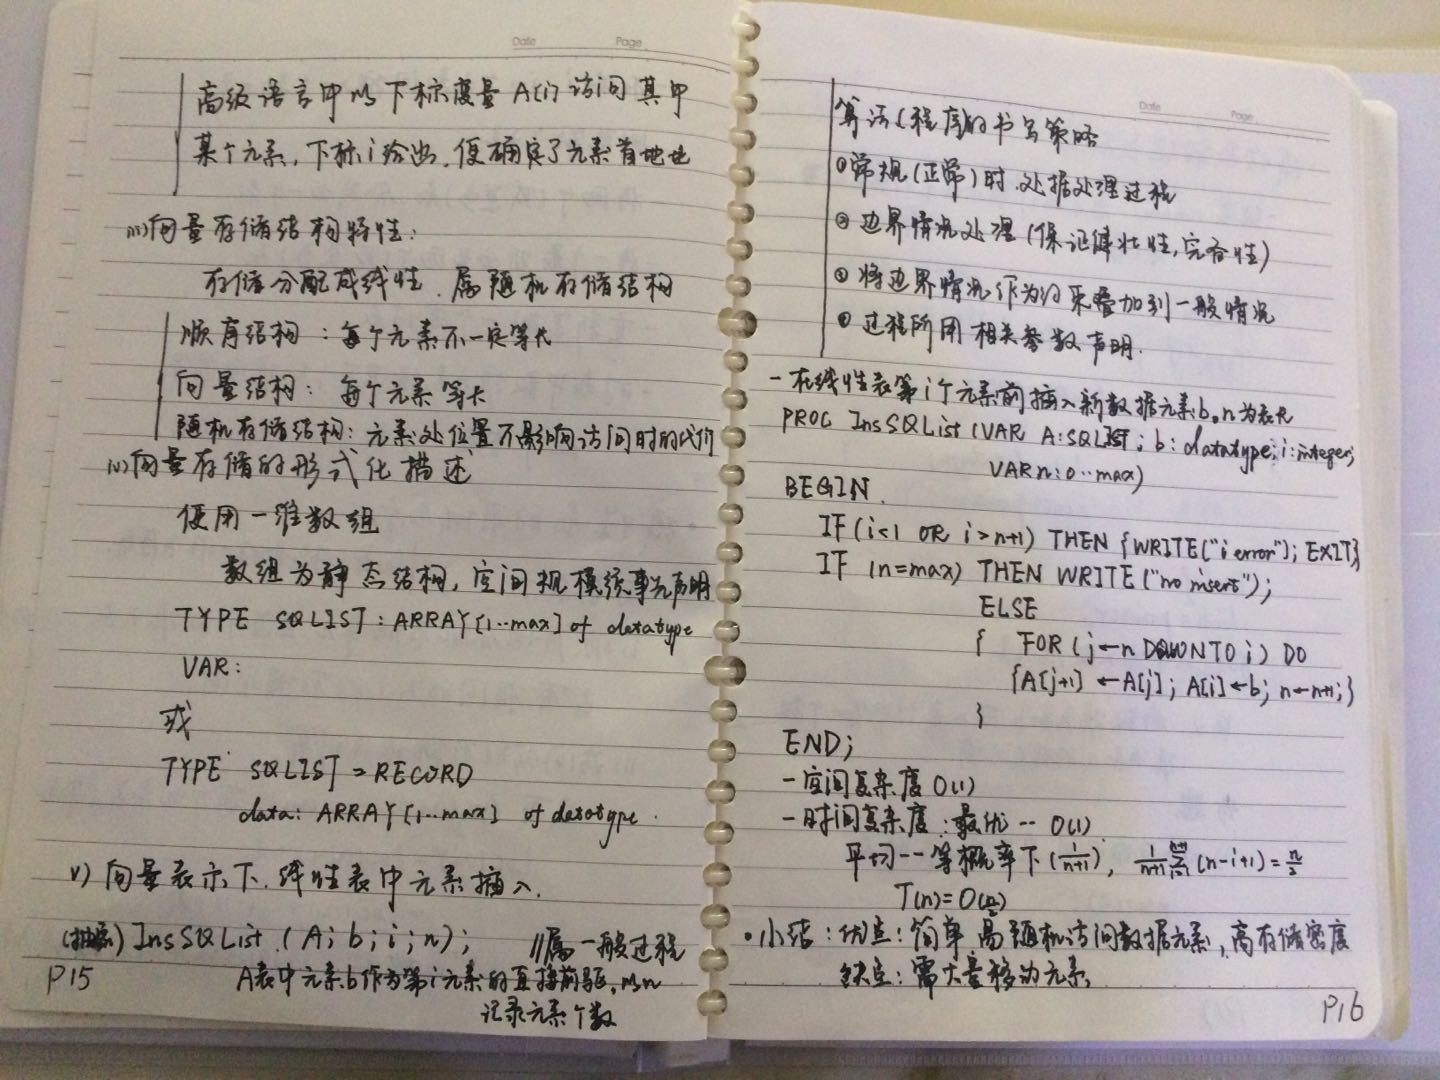 Date Page
高级语言中以下标变量A(i)访问其中
某个元素,下标i给出,便确定了元素首地址
iii)向量存储结构特性:
存储分配成线性,属随机存储结构
顺序结构:每个元素不一定等长
向量结构:每个元素等长
随机存储结构:元素处位置不影响访问时的代价
iv)向量存储的形式化描述
使用一维数组
数组为静态结构,空间规模须事先声明
TYPE SQLIST:ARRAY[1..max] of datatype
VAR:
或
TYPE SQLIST=RECORD
data: ARRAY[1..max] of datatype.
v)向量表示下,线性表中元素插入.
InsSQList (A; b; i; n); //属一般过程
A表中元素b作为第i元素的直接前驱,以n
记录元素个数
P15
Date Page
算法(程序)的书写策略
①常规(正常)时,处据处理过程
②边界情况处理(保证健壮性,完备性)
③将边界情况作为约束叠加到一般情况
④过程所用相关参数声明.
-在线性表第i个元素前插入新数据元素b。n为表长
PROC InsSQList(VAR A:SQLIST; b: datatype; i:integer;
VAR n:0..max)
BEGIN
IF(i<1 OR i>n+1) THEN {WRITE("i error"); EXIT}
IF (n=max) THEN WRITE("no insert");
ELSE
{ FOR (j←n DOWNTO i) DO
{A[j+1] ←A[j]; A[i]←b; n←n+1;}
}
END;
-空间复杂度 O(1)
-时间复杂度:最优-- O(1)
平均--等概率下(1/(n+1)), 1/(n+1) Σ(n-i+1)=n/2
T(n)=O(n/2)
•小结:优点:简单,易随机访问数据元素,高存储密度
缺点:需大量移动元素.
P16